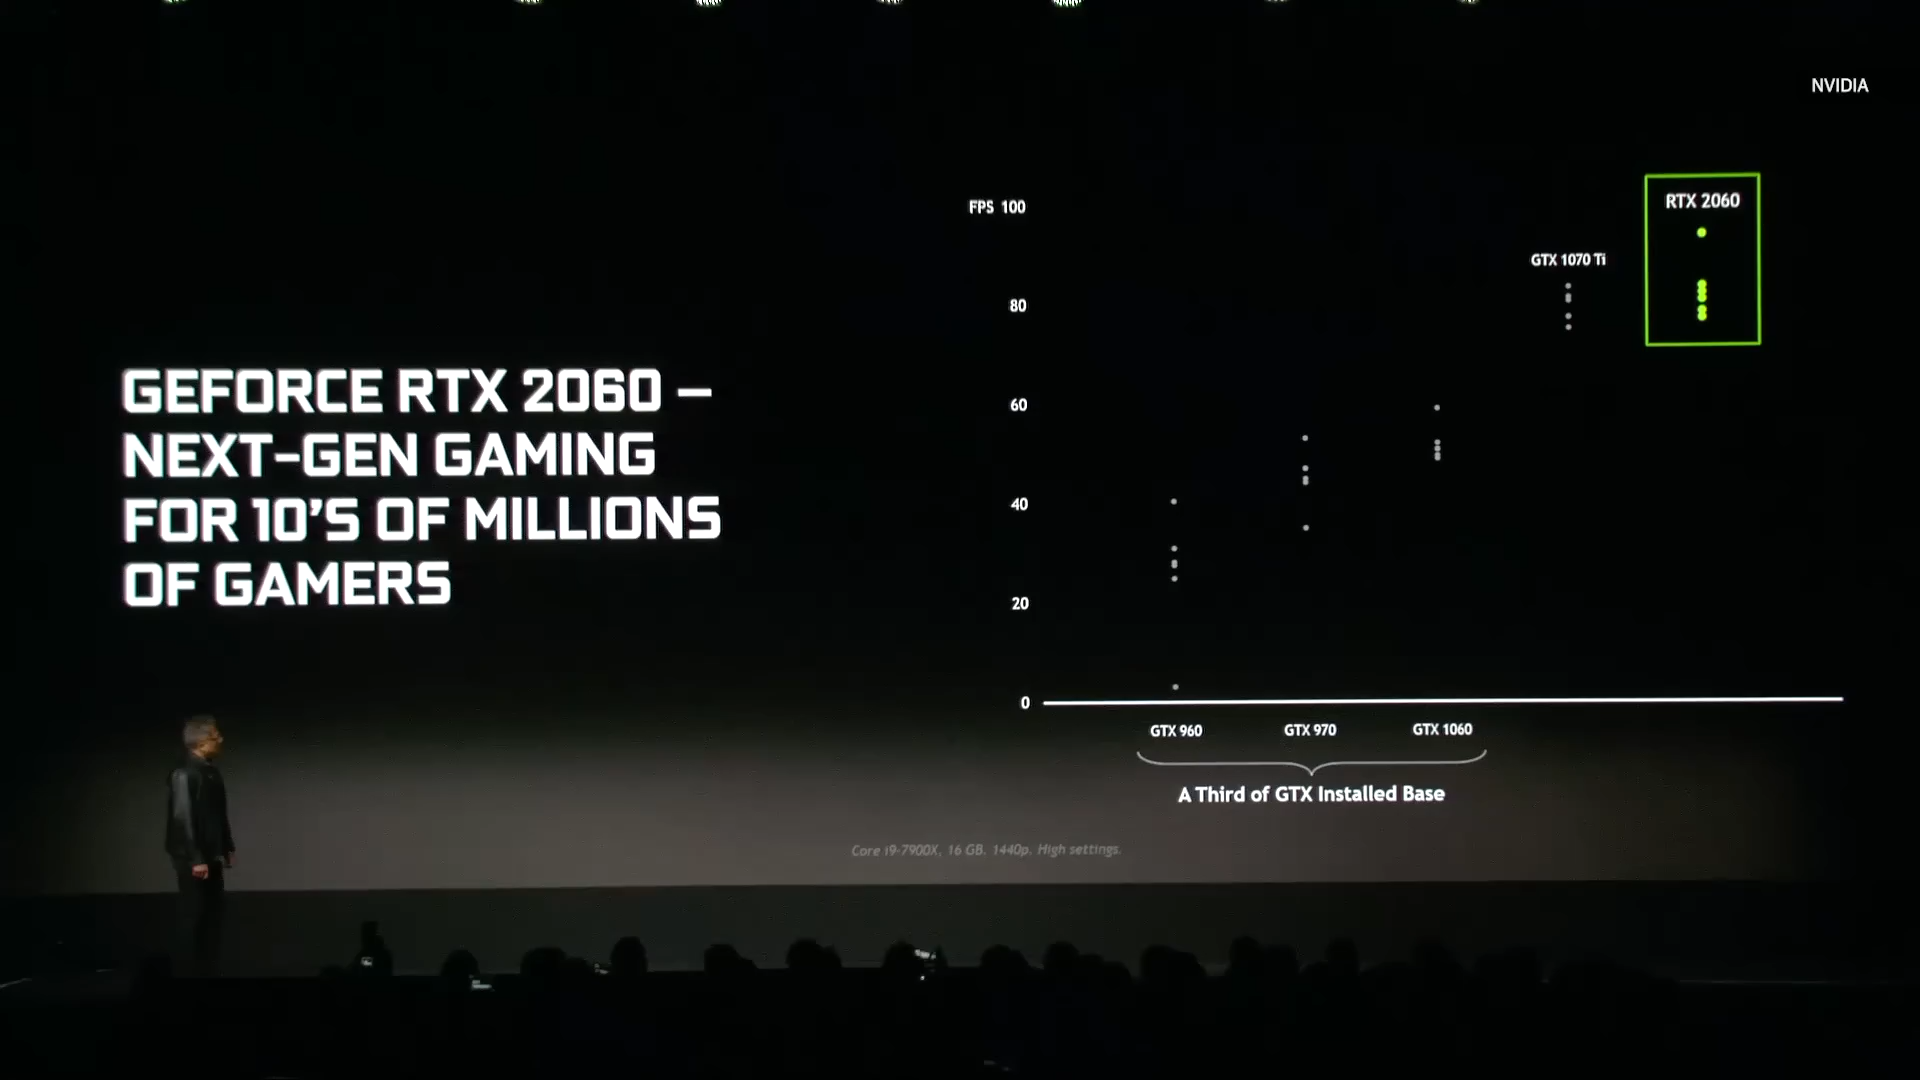 NVIDIA
GEFORCE RTX 2060 –
NEXT-GEN GAMING
FOR 10'S OF MILLIONS
OF GAMERS
FPS 100
80
60
40
20
0
GTX 1070 Ti
RTX 2060
GTX 960
GTX 970
GTX 1060
A Third of GTX Installed Base
Core i9-7900X, 16 GB. 1440p. High settings.